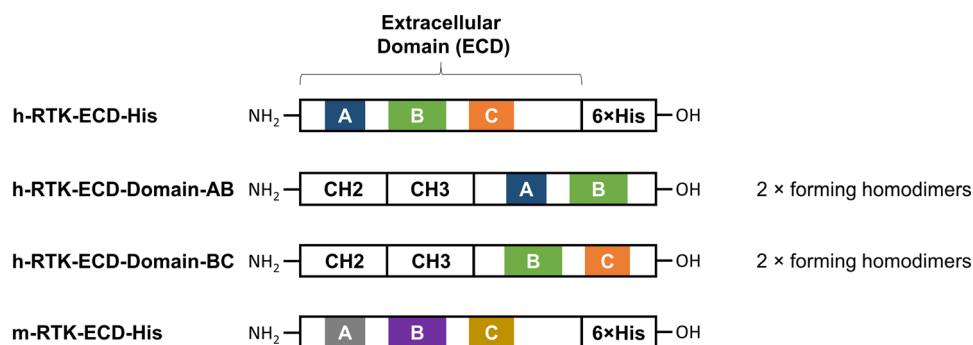 Extracellular
Domain (ECD)
h-RTK-ECD-His NH2 A B C 6×His OH
h-RTK-ECD-Domain-AB NH2 CH2 CH3 A B OH 2 × forming homodimers
h-RTK-ECD-Domain-BC NH2 CH2 CH3 B C OH 2 × forming homodimers
m-RTK-ECD-His NH2 A B C 6×His OH